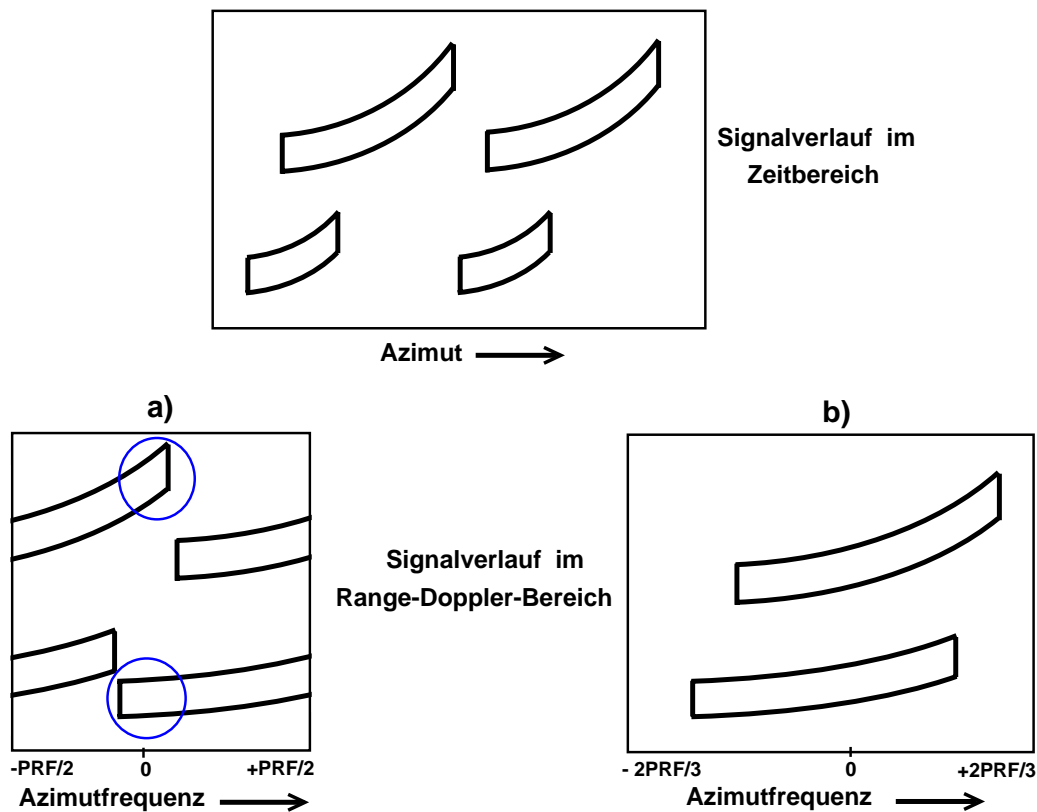 Signalverlauf im
Zeitbereich
Azimut
a)
b)
Signalverlauf im
Range-Doppler-Bereich
-PRF/2 0 +PRF/2
Azimutfrequenz
- 2PRF/3 0 +2PRF/3
Azimutfrequenz